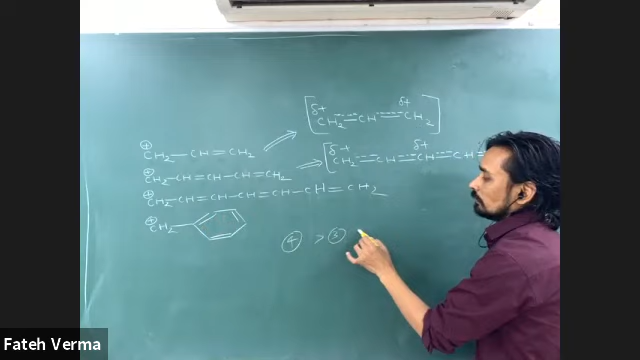 [δ+CH₂⋯CH⋯δ+CH₂]
⊕CH₂—CH=CH₂
[δ+CH₂⋯CH⋯δ+CH⋯CH
⊕CH₂—CH=CH—CH=CH₂
⊕CH₂—CH=CH—CH=CH—CH=CH₂
⊕CH₂—
④ > ③
Fateh Verma